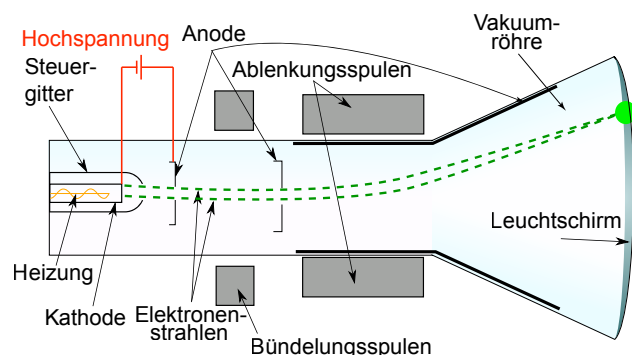 Hochspannung
Anode
Vakuum-
röhre
Steuer-
gitter
Ablenkungsspulen
Leuchtschirm
Heizung
Kathode
Elektronen-
strahlen
Bündelungsspulen